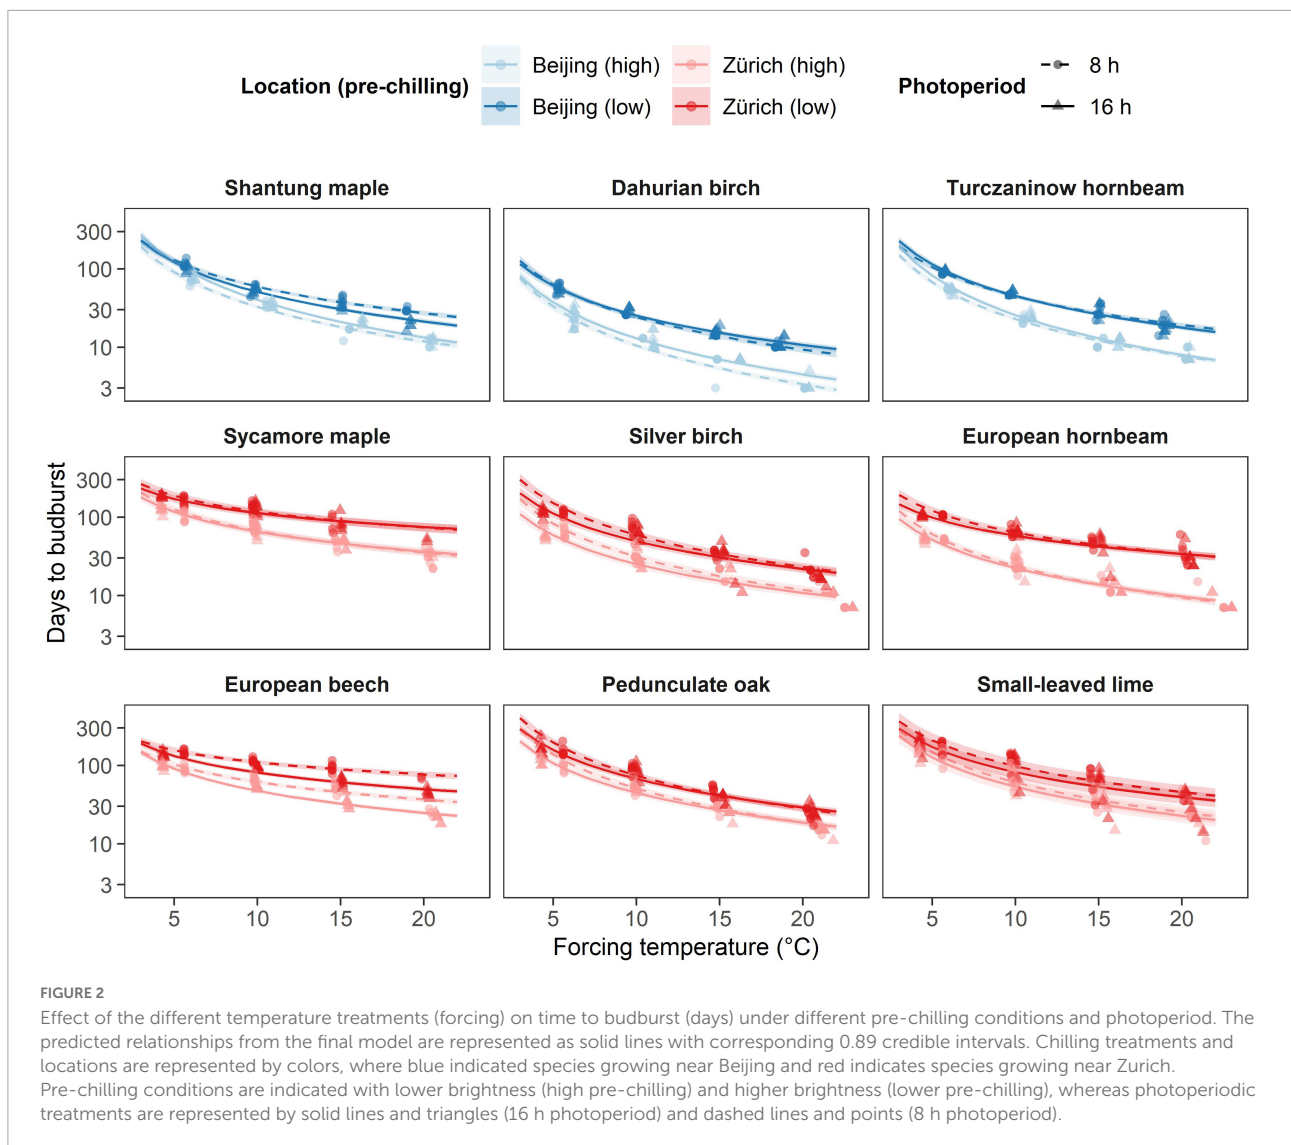 Location (pre-chilling)
Beijing (high)
Zürich (high)
Beijing (low)
Zürich (low)
Photoperiod
8 h
16 h
Shantung maple
Dahurian birch
Turczaninow hornbeam
300
100
30
10
3
Sycamore maple
Silver birch
European hornbeam
Days to budburst
300
100
30
10
3
European beech
Pedunculate oak
Small-leaved lime
300
100
30
10
3
5 10 15 20
5 10 15 20
5 10 15 20
Forcing temperature (°C)
FIGURE 2
Effect of the different temperature treatments (forcing) on time to budburst (days) under different pre-chilling conditions and photoperiod. The
predicted relationships from the final model are represented as solid lines with corresponding 0.89 credible intervals. Chilling treatments and
locations are represented by colors, where blue indicated species growing near Beijing and red indicates species growing near Zurich.
Pre-chilling conditions are indicated with lower brightness (high pre-chilling) and higher brightness (lower pre-chilling), whereas photoperiodic
treatments are represented by solid lines and triangles (16 h photoperiod) and dashed lines and points (8 h photoperiod).